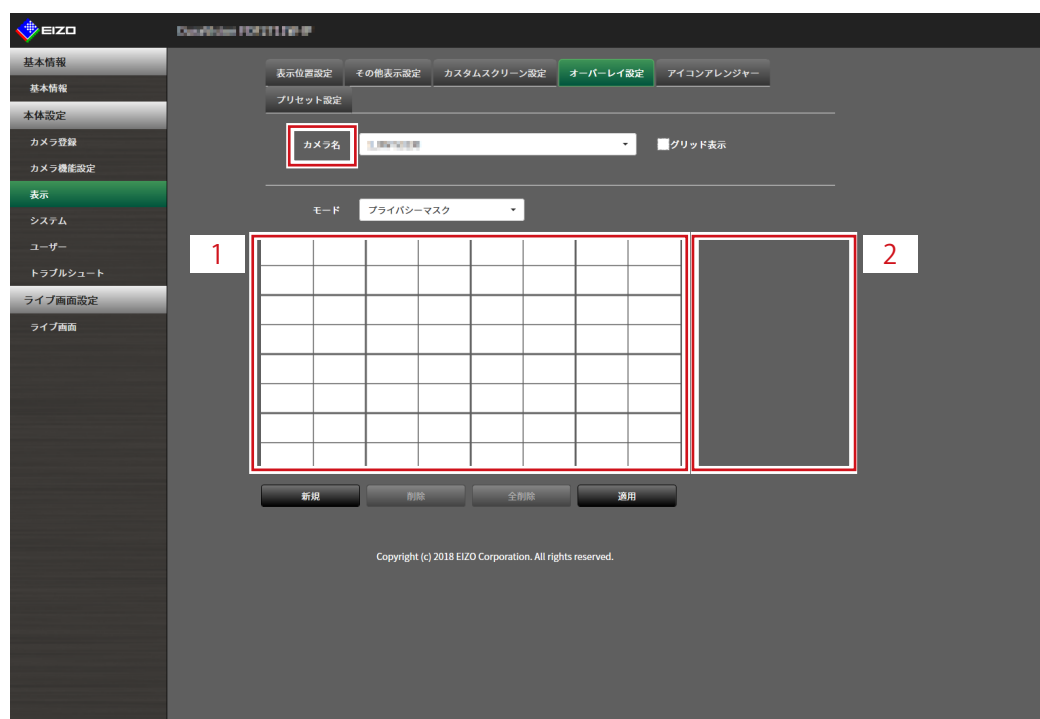 EIZO
基本情報
基本情報
本体設定
カメラ登録
カメラ機能設定
表示
システム
ユーザー
トラブルシュート
ライブ画面設定
ライブ画面
表示位置設定 その他表示設定 カスタムスクリーン設定 オーバーレイ設定 アイコンアレンジャー
プリセット設定
カメラ名 グリッド表示
モード プライバシーマスク
1 2
新規 削除 全削除 適用
Copyright (c) 2018 EIZO Corporation. All rights reserved.